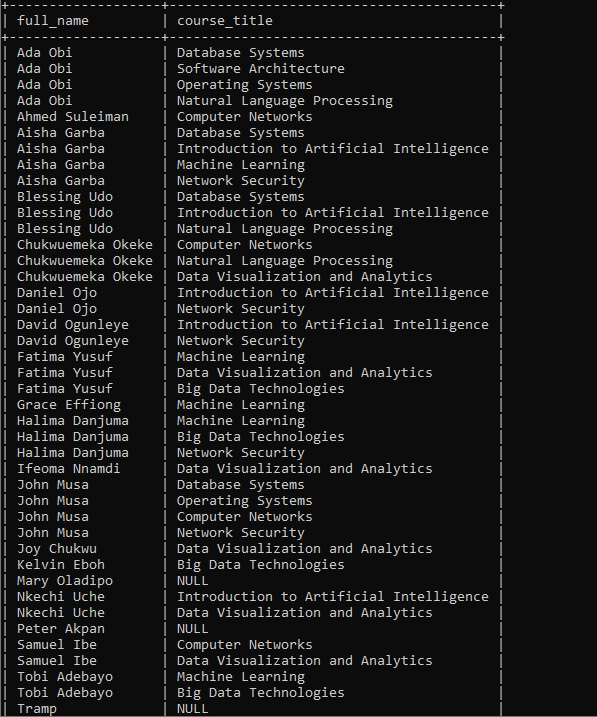 +-------------------+-----------------------------------------+
| full_name | course_title |
+-------------------+-----------------------------------------+
| Ada Obi | Database Systems |
| Ada Obi | Software Architecture |
| Ada Obi | Operating Systems |
| Ada Obi | Natural Language Processing |
| Ahmed Suleiman | Computer Networks |
| Aisha Garba | Database Systems |
| Aisha Garba | Introduction to Artificial Intelligence |
| Aisha Garba | Machine Learning |
| Aisha Garba | Network Security |
| Blessing Udo | Database Systems |
| Blessing Udo | Introduction to Artificial Intelligence |
| Blessing Udo | Natural Language Processing |
| Chukwuemeka Okeke | Computer Networks |
| Chukwuemeka Okeke | Natural Language Processing |
| Chukwuemeka Okeke | Data Visualization and Analytics |
| Daniel Ojo | Introduction to Artificial Intelligence |
| Daniel Ojo | Network Security |
| David Ogunleye | Introduction to Artificial Intelligence |
| David Ogunleye | Network Security |
| Fatima Yusuf | Machine Learning |
| Fatima Yusuf | Data Visualization and Analytics |
| Fatima Yusuf | Big Data Technologies |
| Grace Effiong | Machine Learning |
| Halima Danjuma | Machine Learning |
| Halima Danjuma | Big Data Technologies |
| Halima Danjuma | Network Security |
| Ifeoma Nnamdi | Data Visualization and Analytics |
| John Musa | Database Systems |
| John Musa | Operating Systems |
| John Musa | Computer Networks |
| John Musa | Network Security |
| Joy Chukwu | Data Visualization and Analytics |
| Kelvin Eboh | Big Data Technologies |
| Mary Oladipo | NULL |
| Nkechi Uche | Introduction to Artificial Intelligence |
| Nkechi Uche | Data Visualization and Analytics |
| Peter Akpan | NULL |
| Samuel Ibe | Computer Networks |
| Samuel Ibe | Data Visualization and Analytics |
| Tobi Adebayo | Machine Learning |
| Tobi Adebayo | Big Data Technologies |
| Tramp | NULL |